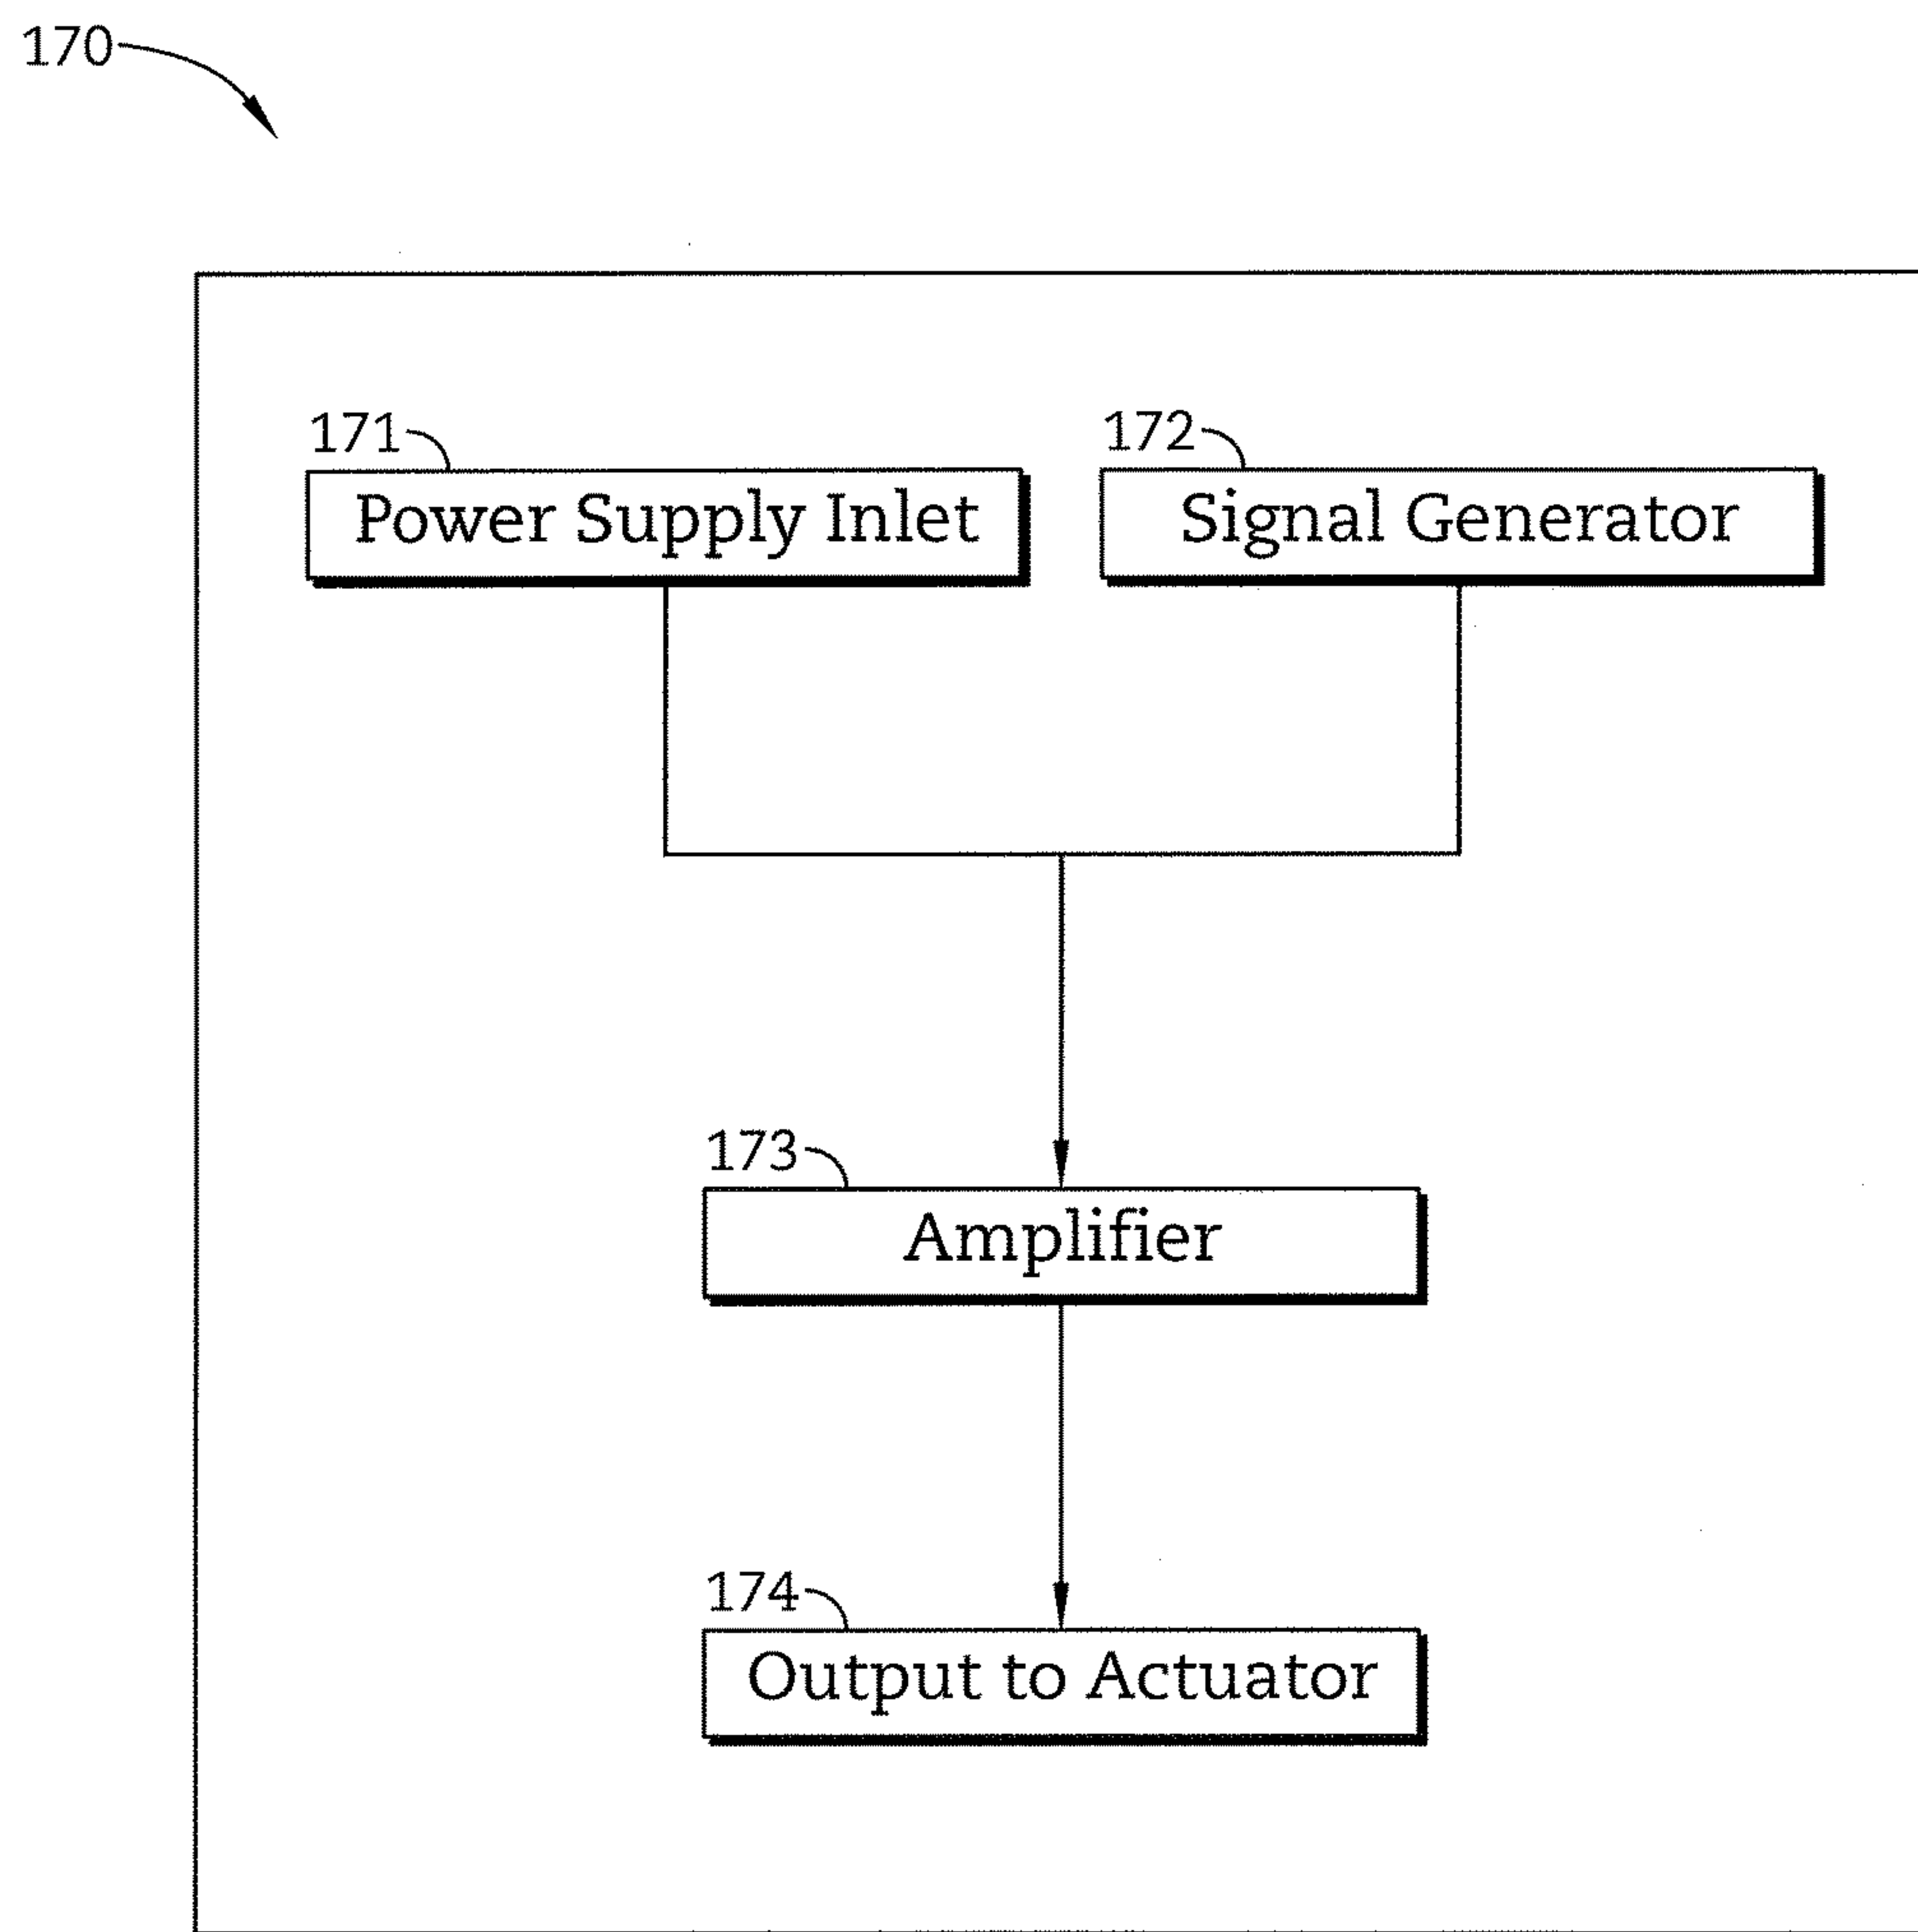 170
171
172
Power Supply Inlet
Signal Generator
173
Amplifier
174
Output to Actuator